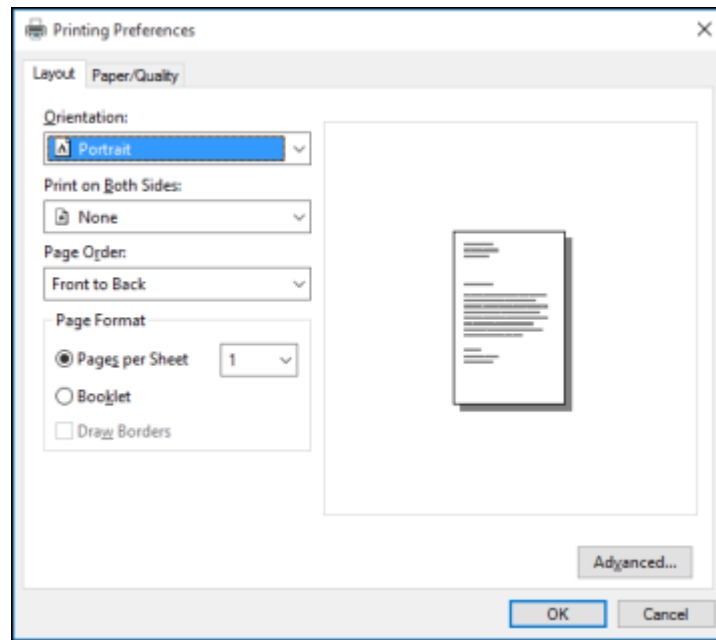 Printing Preferences
Layout Paper/Quality
Orientation:
Portrait
Print on Both Sides:
None
Page Order:
Front to Back
Page Format
Pages per Sheet 1
Booklet
Draw Borders
Advanced...
OK Cancel